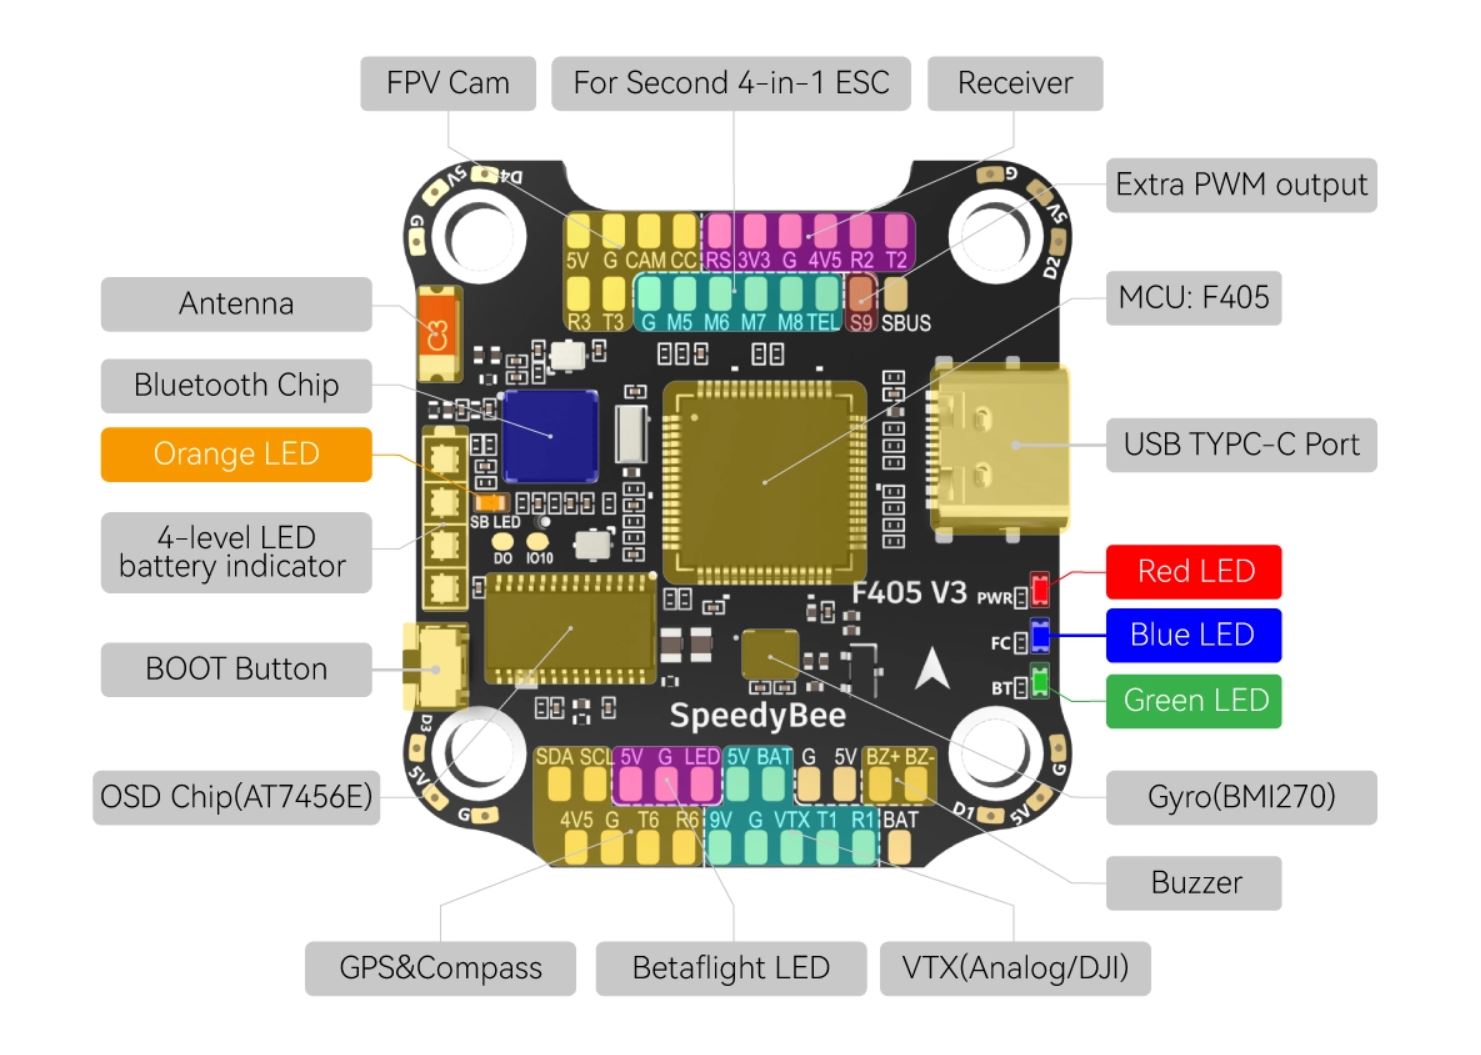 FPV Cam
For Second 4-in-1 ESC
Receiver
Extra PWM output
D4
5V
G
G
5V
D2
5V G CAM CC RS 3V3 G 4V5 R2 T2
R3 T3 G M5 M6 M7 M8 TEL S9 SBUS
Antenna
C3
MCU: F405
Bluetooth Chip
Orange LED
USB TYPC-C Port
SB LED
DO
IO10
4-level LED
battery indicator
F405 V3
PWR
Red LED
FC
Blue LED
BT
Green LED
BOOT Button
SpeedyBee
D3
5V
G
G
5V
D1
SDA SCL 5V G LED 5V BAT G 5V BZ+ BZ-
4V5 G T6 R6 9V G VTX T1 R1 BAT
OSD Chip(AT7456E)
Gyro(BMI270)
Buzzer
GPS&Compass
Betaflight LED
VTX(Analog/DJI)